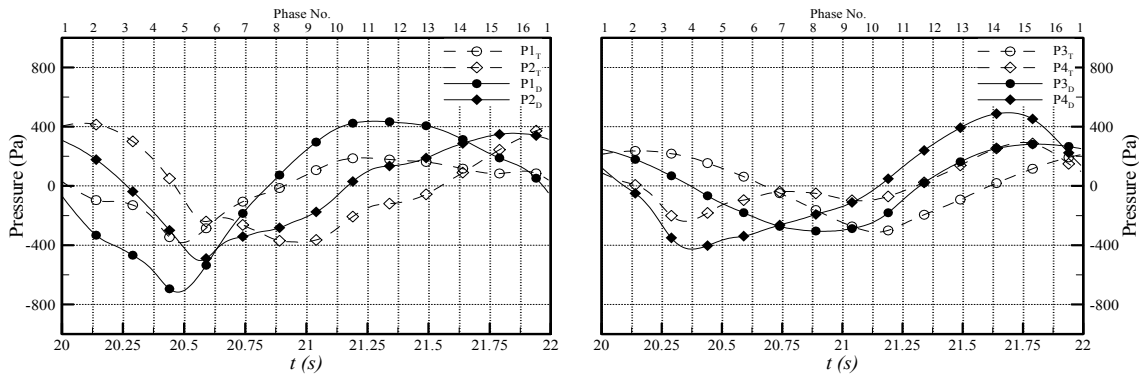 Phase No.
1 2 3 4 5 6 7 8 9 10 11 12 13 14 15 16 1
800
400
0
-400
-800
Pressure (Pa)
P1T
P2T
P1D
P2D
20 20.25 20.5 20.75 21 21.25 21.5 21.75 22
t (s)
Phase No.
1 2 3 4 5 6 7 8 9 10 11 12 13 14 15 16 1
P3T
P4T
P3D
P4D
800
400
0
-400
-800
Pressure (Pa)
20 20.25 20.5 20.75 21 21.25 21.5 21.75 22
t (s)